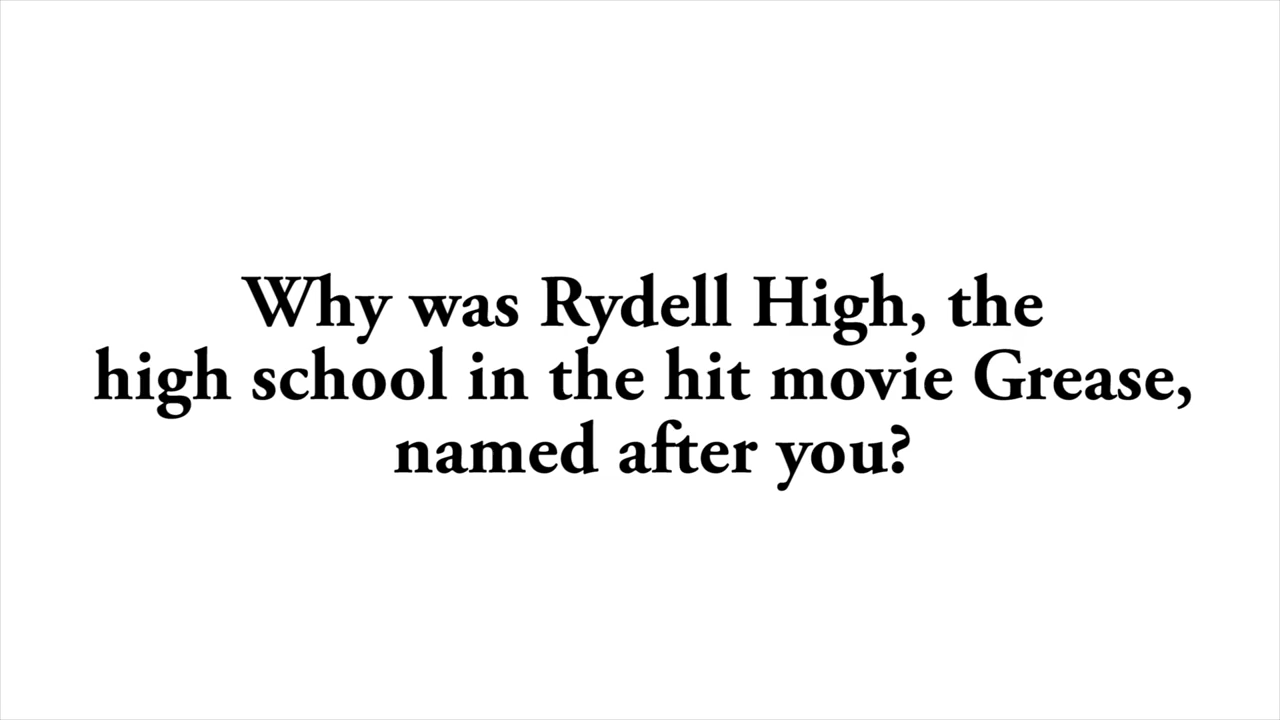 Why was Rydell High, the
high school in the hit movie Grease,
named after you?